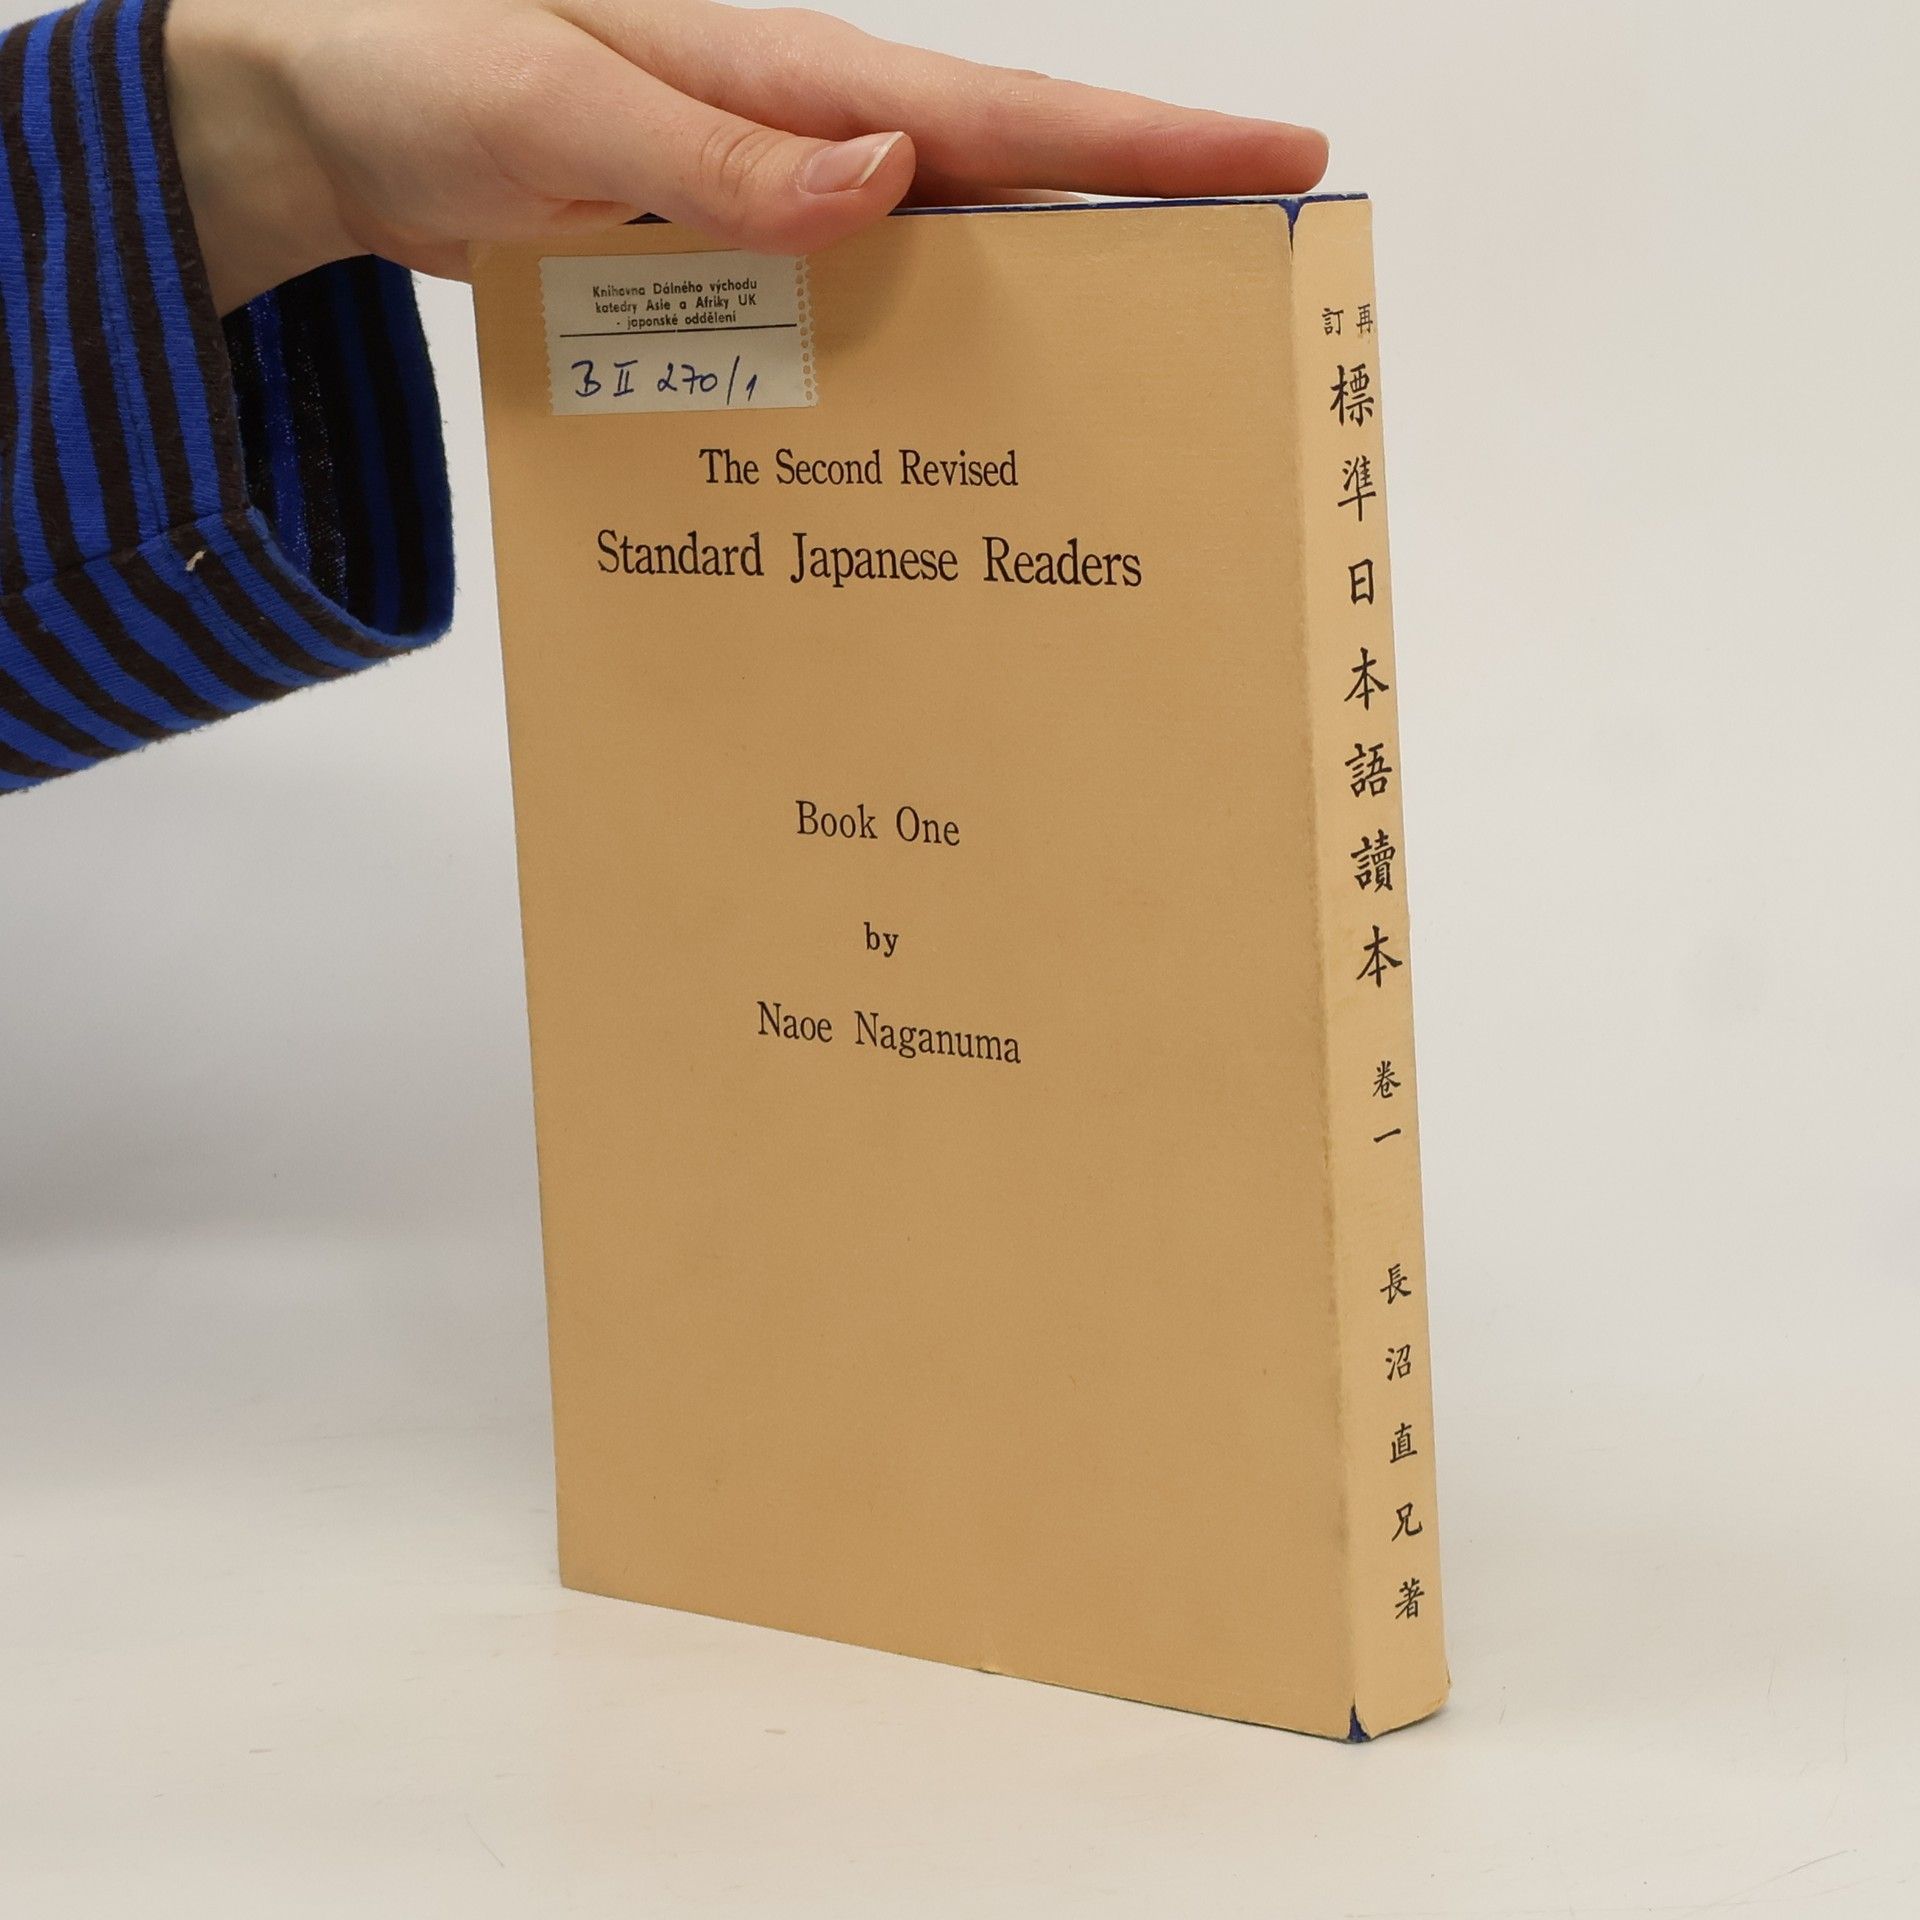 Knihovna Dálného východu
katedry Asie a Afriky UK
- japonské oddělení
B II 270/1
The Second Revised
Standard Japanese Readers
Book One
by
Naoe Naganuma
再訂
標準日本語讀本
卷一
長沼直兄著